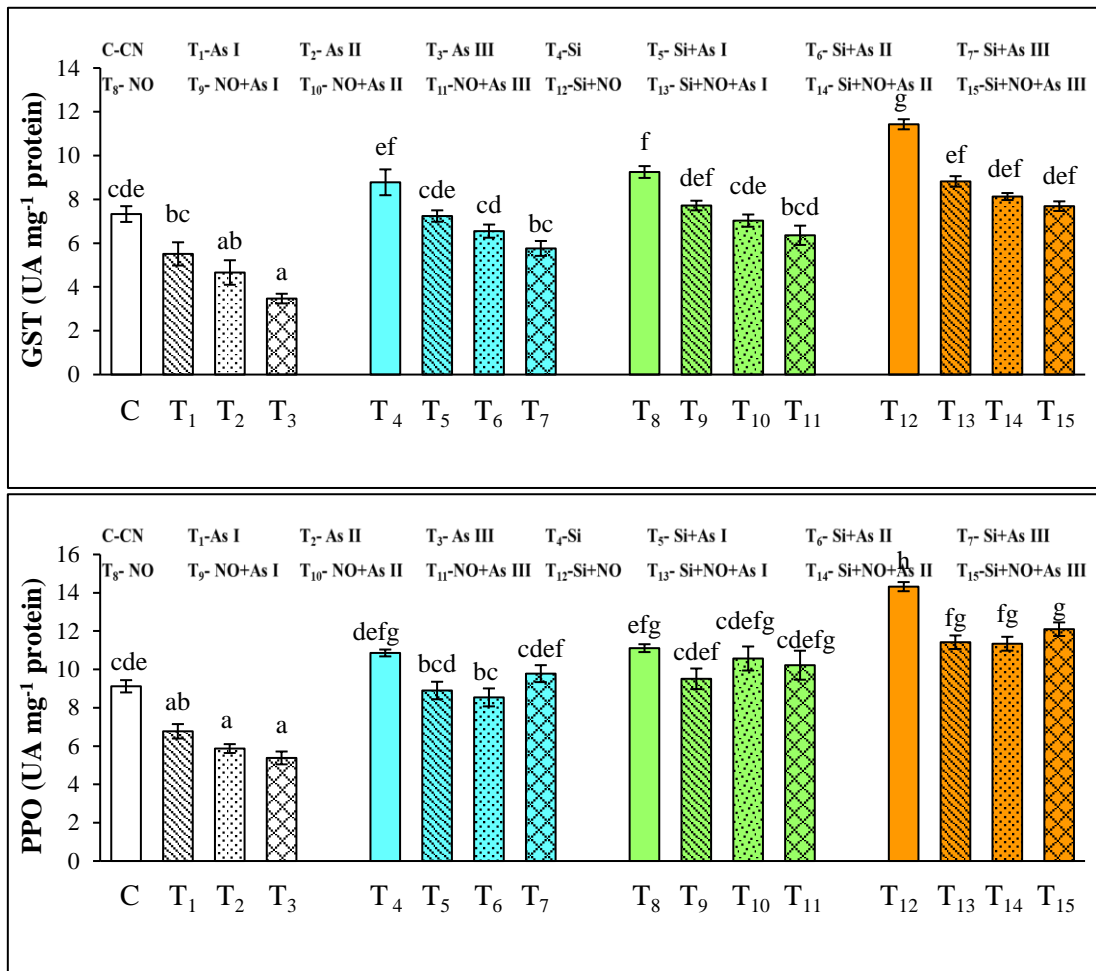 C-CN T₁-As I T₂- As II T₃- As III T₄-Si T₅- Si+As I T₆- Si+As II T₇- Si+As III
T₈- NO T₉- NO+As I T₁₀- NO+As II T₁₁-NO+As III T₁₂-Si+NO T₁₃- Si+NO+As I T₁₄- Si+NO+As II T₁₅-Si+NO+As III
GST (UA mg⁻¹ protein)
14
12
10
8
6
4
2
0
cde bc ab a ef cde cd bc f def cde bcd g ef def def
C T₁ T₂ T₃ T₄ T₅ T₆ T₇ T₈ T₉ T₁₀ T₁₁ T₁₂ T₁₃ T₁₄ T₁₅
C-CN T₁-As I T₂- As II T₃- As III T₄-Si T₅- Si+As I T₆- Si+As II T₇- Si+As III
T₈- NO T₉- NO+As I T₁₀- NO+As II T₁₁-NO+As III T₁₂-Si+NO T₁₃- Si+NO+As I T₁₄- Si+NO+As II T₁₅-Si+NO+As III
PPO (UA mg⁻¹ protein)
16
14
12
10
8
6
4
2
0
cde ab a a defg bcd bc cdef efg cdef cdefg cdefg h fg fg g
C T₁ T₂ T₃ T₄ T₅ T₆ T₇ T₈ T₉ T₁₀ T₁₁ T₁₂ T₁₃ T₁₄ T₁₅